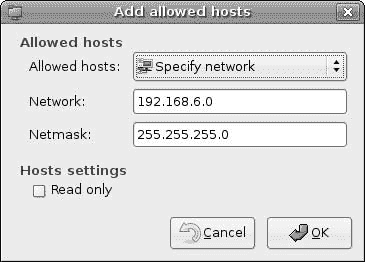 Add allowed hosts
Allowed hosts
Allowed hosts: Specify network
Network: 192.168.6.0
Netmask: 255.255.255.0
Hosts settings
Read only
Cancel OK